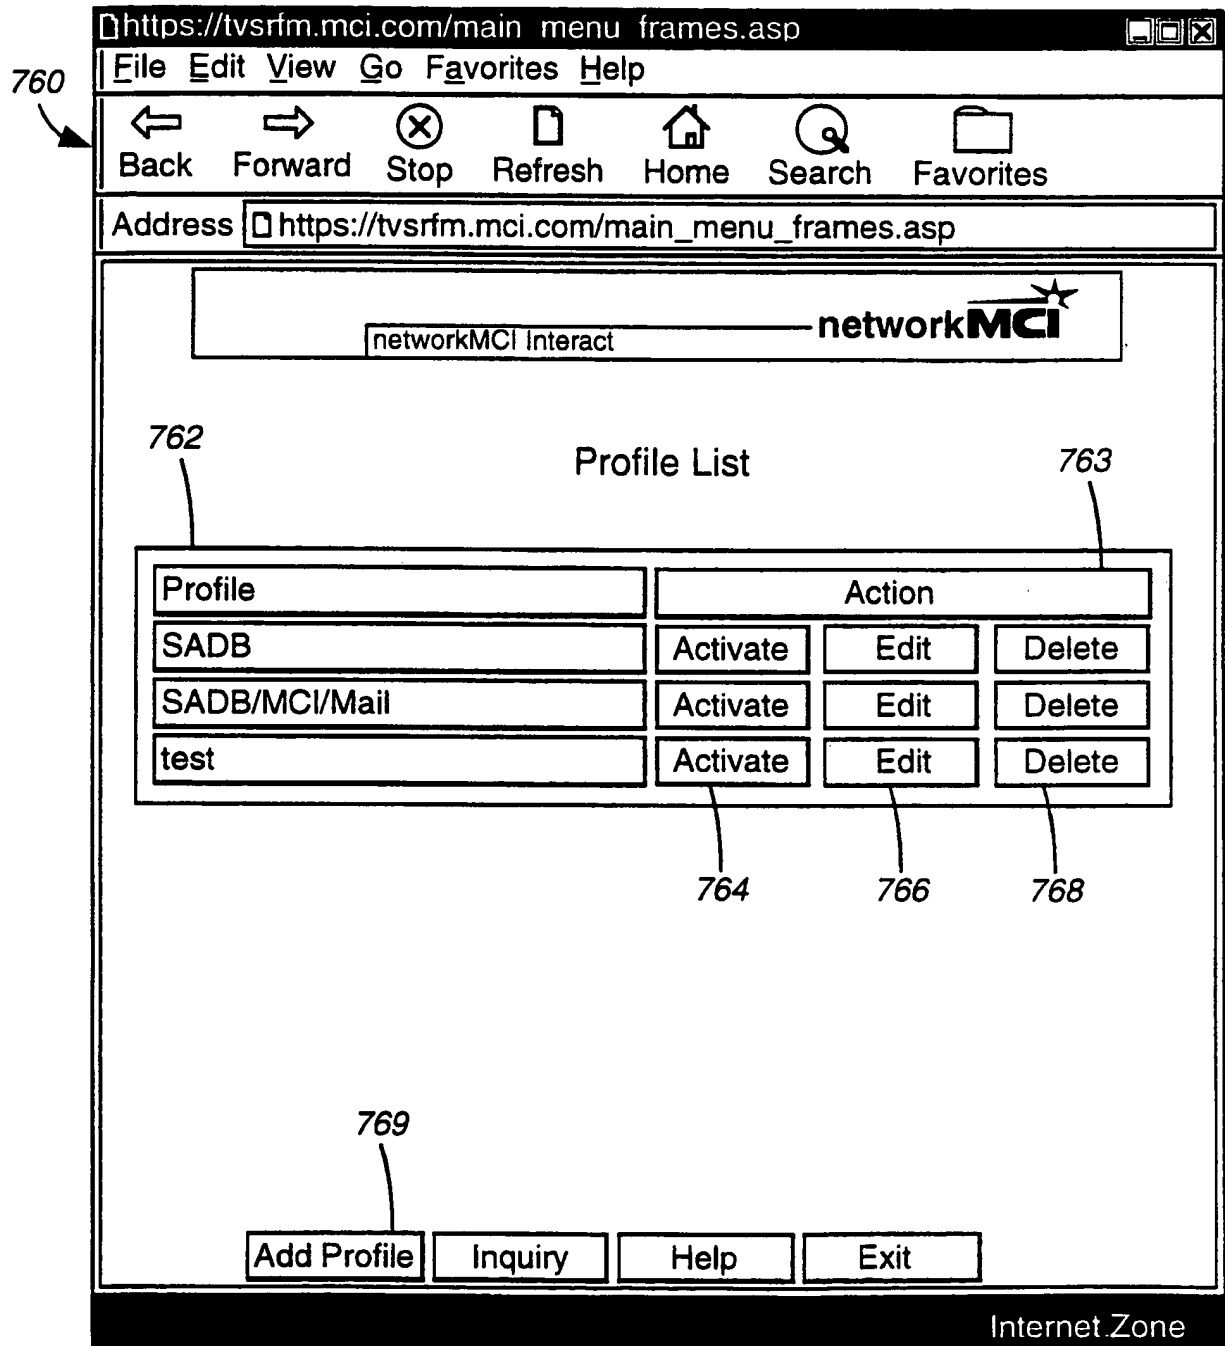 https://tvsrfm.mci.com/main menu frames.asp
File Edit View Go Favorites Help
760
Back Forward Stop Refresh Home Search Favorites
Address https://tvsrfm.mci.com/main_menu_frames.asp
networkMCI
networkMCI Interact
762
Profile List
763
Profile Action
SADB Activate Edit Delete
SADB/MCI/Mail Activate Edit Delete
test Activate Edit Delete
764 766 768
769
Add Profile Inquiry Help Exit
Internet Zone